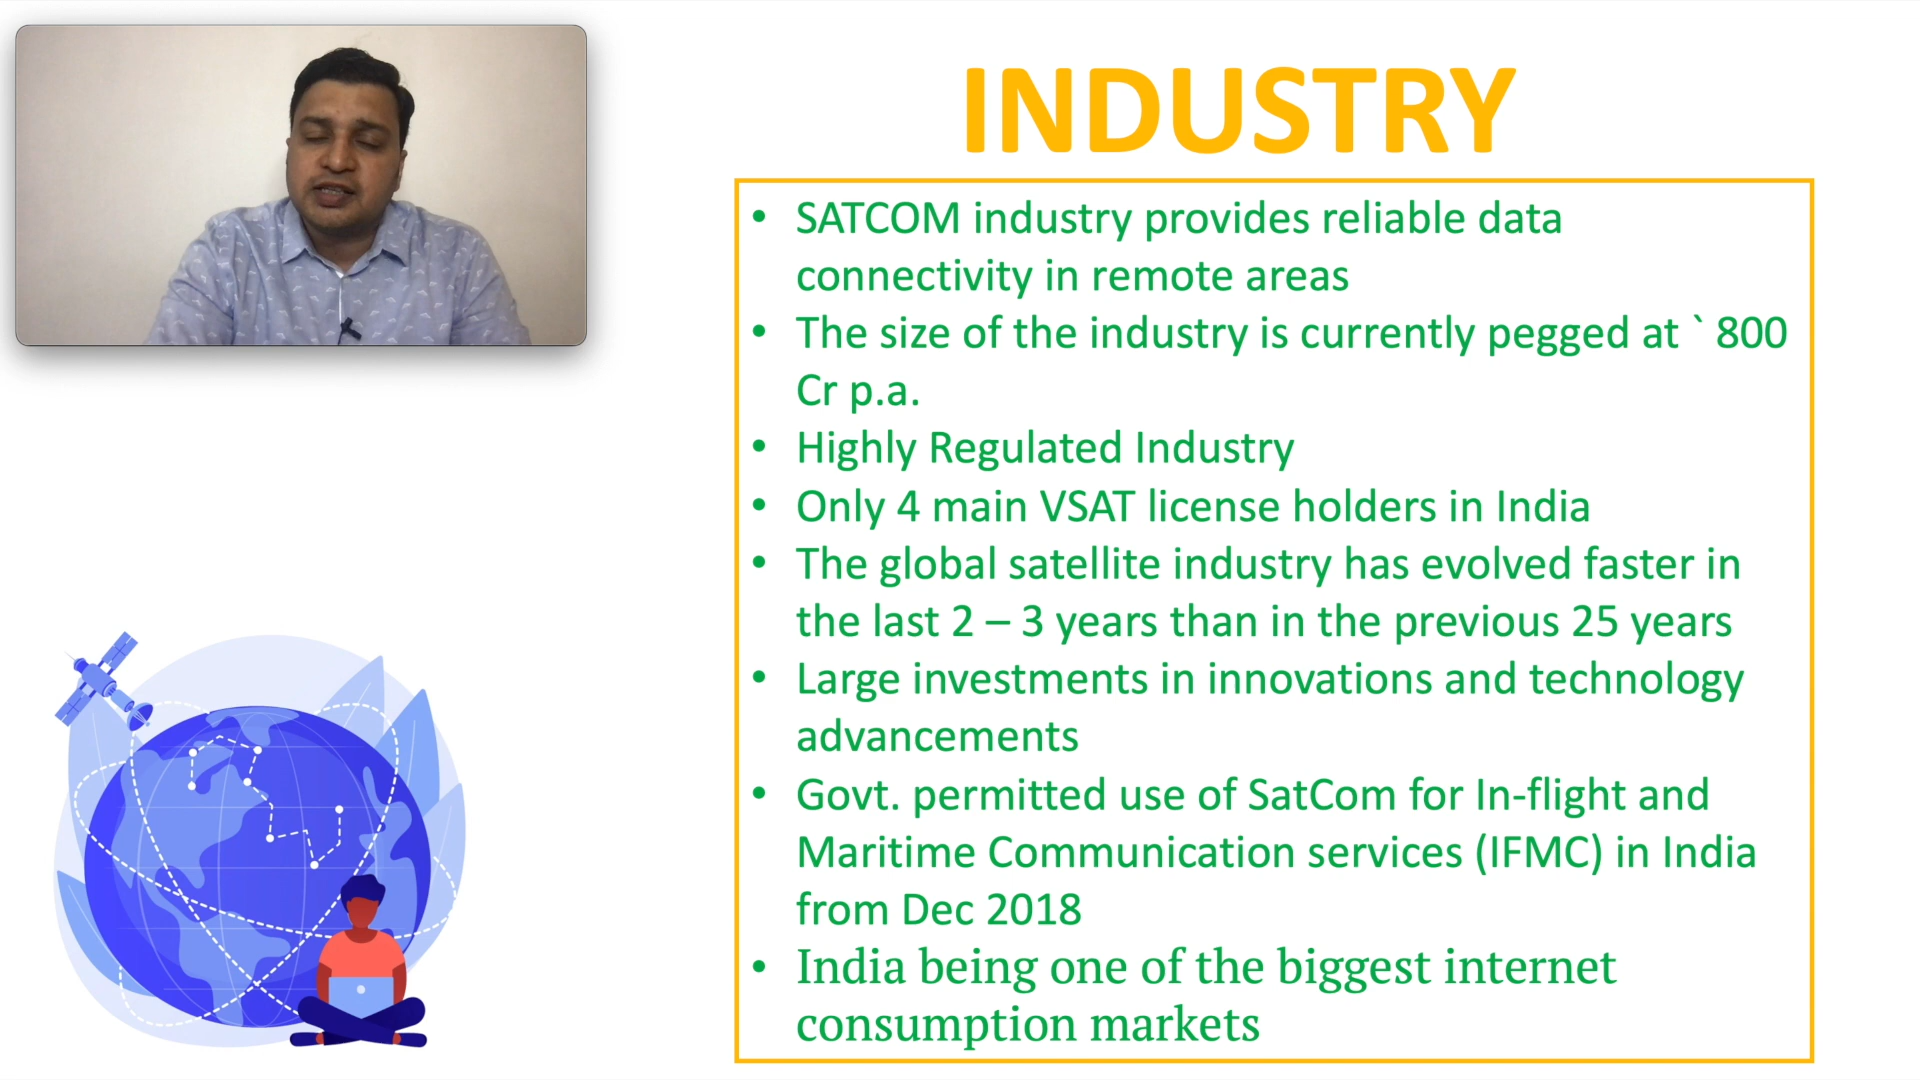 INDUSTRY
• SATCOM industry provides reliable data
connectivity in remote areas
• The size of the industry is currently pegged at ` 800
Cr p.a.
• Highly Regulated Industry
• Only 4 main VSAT license holders in India
• The global satellite industry has evolved faster in
the last 2 – 3 years than in the previous 25 years
• Large investments in innovations and technology
advancements
• Govt. permitted use of SatCom for In-flight and
Maritime Communication services (IFMC) in India
from Dec 2018
• India being one of the biggest internet
consumption markets